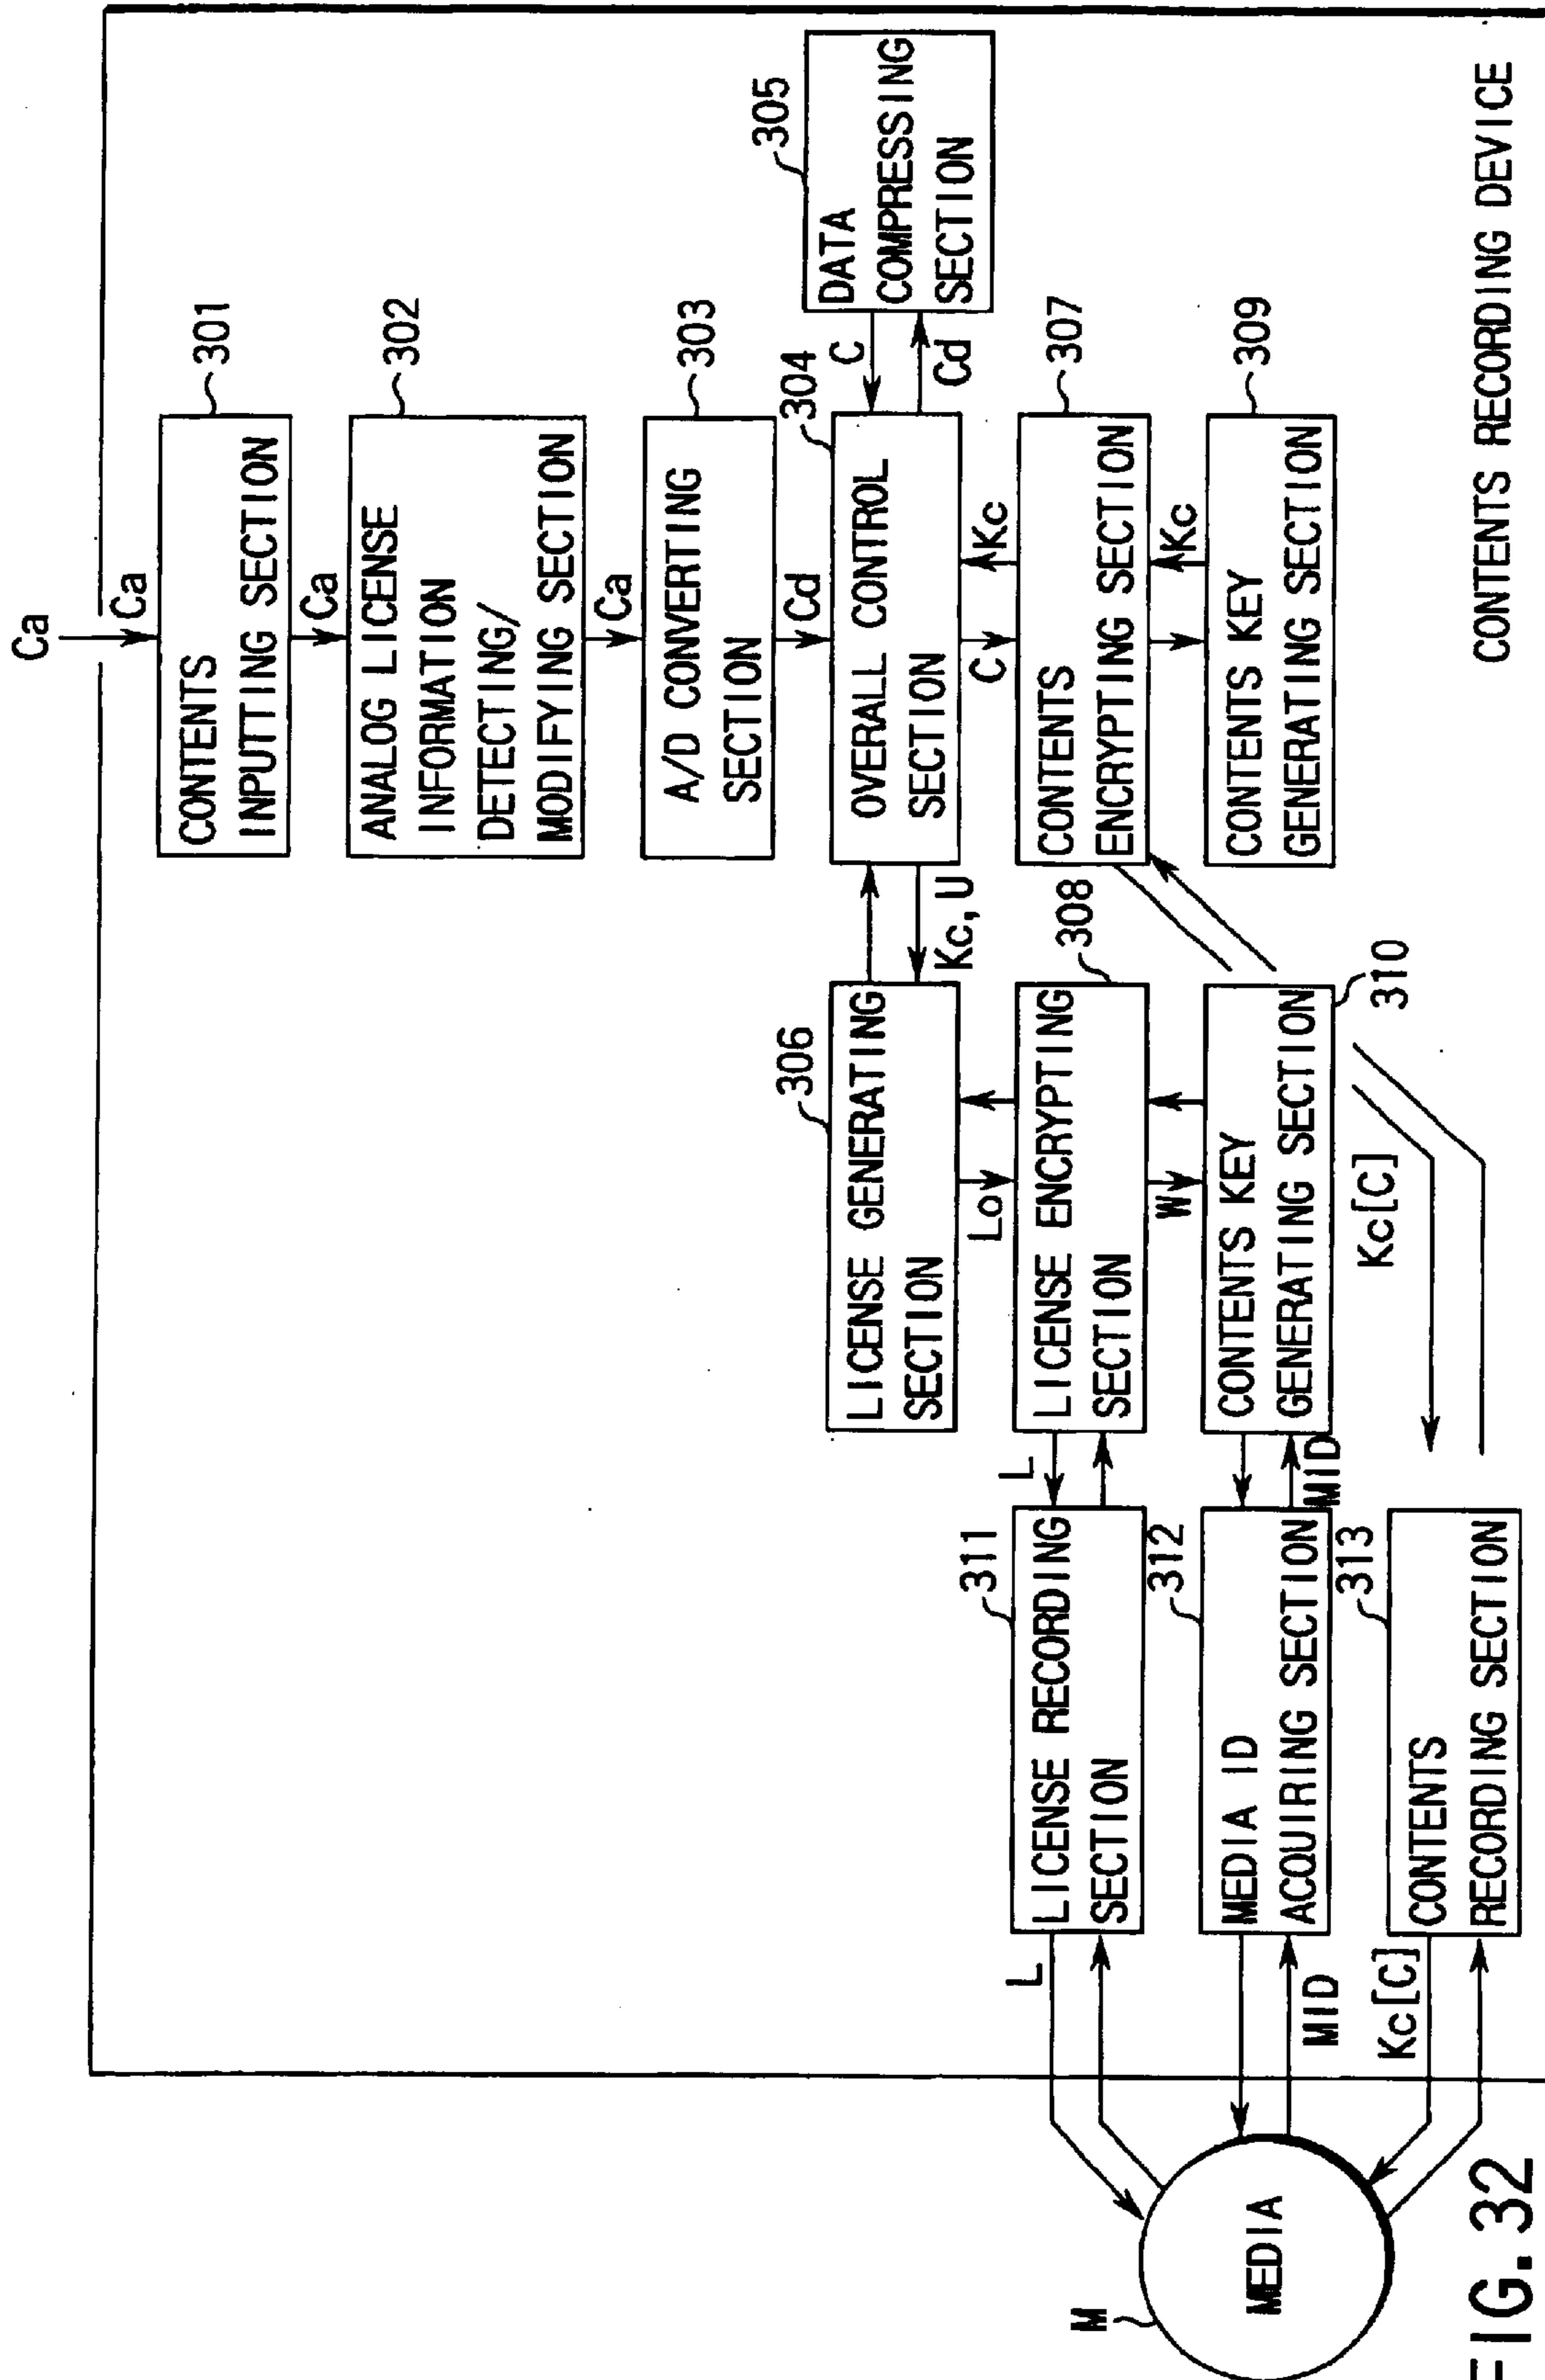 Ca
Ca
CONTENTS
INPUTTING SECTION
301
Ca
ANALOG LICENSE
INFORMATION
DETECTING/
MODIFYING SECTION
302
Ca
A/D CONVERTING
SECTION
303
Cd
304
OVERALL CONTROL
SECTION
C
Cd
305
DATA
COMPRESSING
SECTION
Kc, U
306
LICENSE GENERATING
SECTION
C
Kc
307
CONTENTS
ENCRYPTING SECTION
Kc
309
CONTENTS KEY
GENERATING SECTION
Lo
308
LICENSE ENCRYPTING
SECTION
W
310
CONTENTS KEY
GENERATING SECTION
L
311
LICENSE RECORDING
SECTION
L
312
MEDIA ID
ACQUIRING SECTION
MID
MID
313
CONTENTS
RECORDING SECTION
Kc[C]
Kc[C]
M
MEDIA
CONTENTS RECORDING DEVICE
FIG. 32